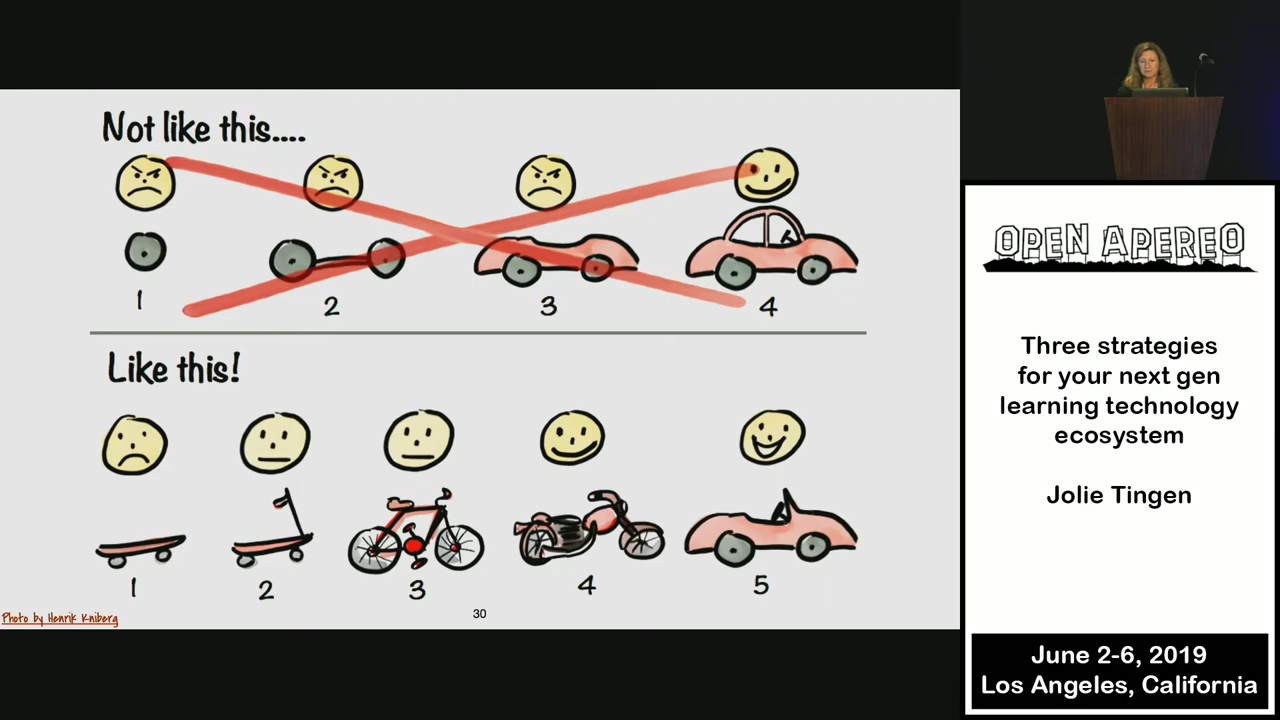 Not like this....
1
2
3
4
Like this!
1
2
3
4
5
Photo by Henrik Kniberg
30
OPEN APEREO
Three strategies
for your next gen
learning technology
ecosystem
Jolie Tingen
June 2-6, 2019
Los Angeles, California